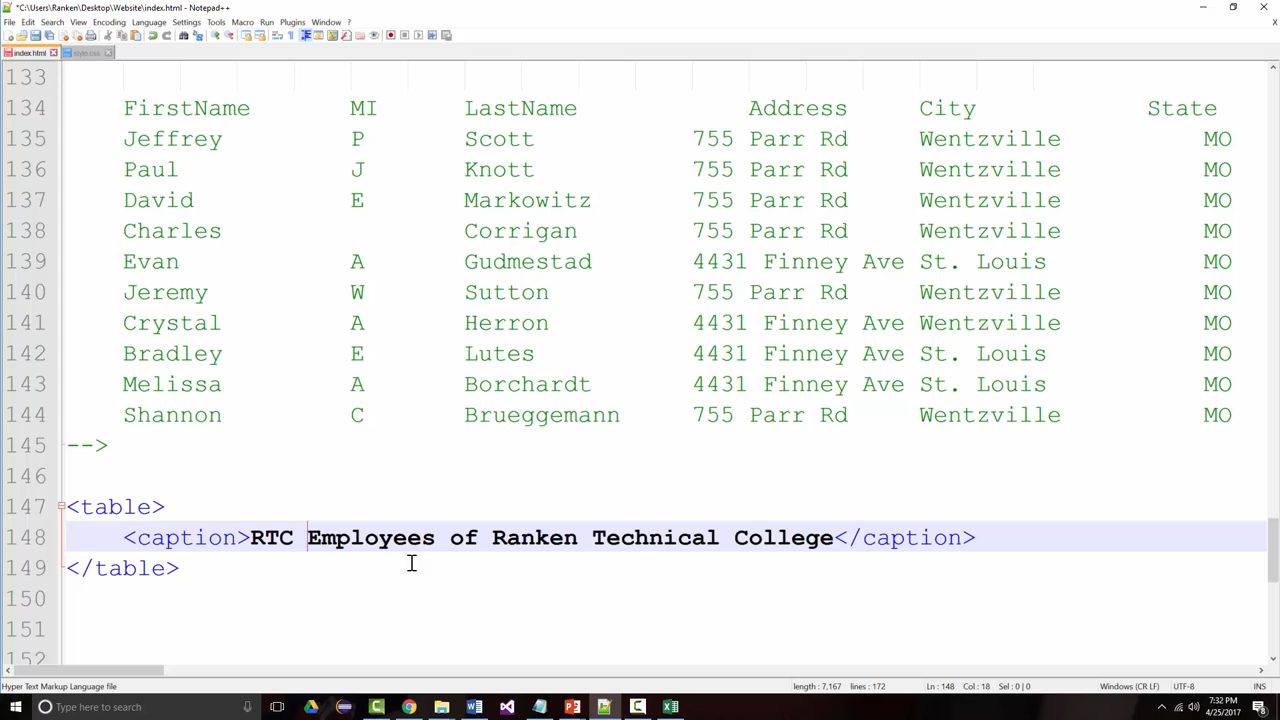 *C:\Users\Ranken\Desktop\Website\index.html - Notepad++
File Edit Search View Encoding Language Settings Tools Macro Run Plugins Window ?
index.html style.css
133
134 FirstName MI LastName Address City State
135 Jeffrey P Scott 755 Parr Rd Wentzville MO
136 Paul J Knott 755 Parr Rd Wentzville MO
137 David E Markowitz 755 Parr Rd Wentzville MO
138 Charles Corrigan 755 Parr Rd Wentzville MO
139 Evan A Gudmestad 4431 Finney Ave St. Louis MO
140 Jeremy W Sutton 755 Parr Rd Wentzville MO
141 Crystal A Herron 4431 Finney Ave Wentzville MO
142 Bradley E Lutes 4431 Finney Ave St. Louis MO
143 Melissa A Borchardt 4431 Finney Ave St. Louis MO
144 Shannon C Brueggemann 755 Parr Rd Wentzville MO
145 -->
146
147 <table>
148 <caption>RTC Employees of Ranken Technical College</caption>
149 </table>
150
151
152
Hyper Text Markup Language file length : 7,167 lines : 172 Ln : 148 Col : 18 Sel : 0 | 0 Windows (CR LF) UTF-8 INS
Type here to search 7:32 PM
4/25/2017